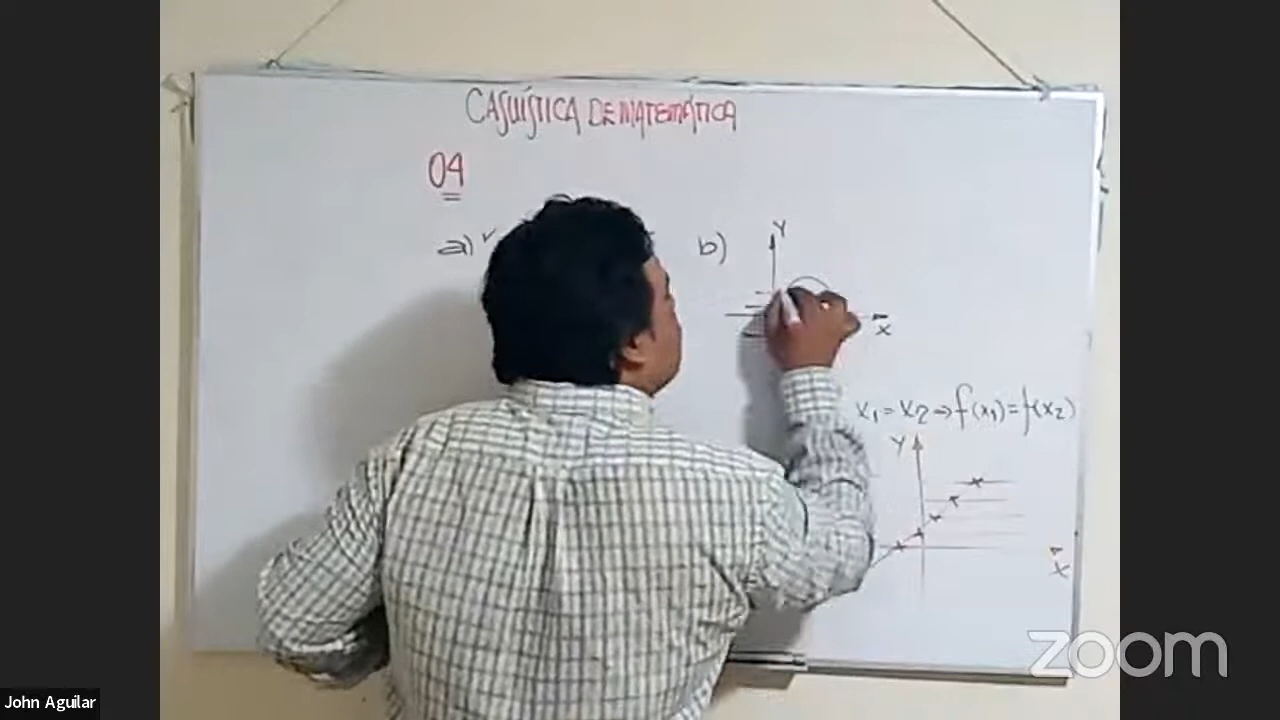 CASUÍSTICA DE MATEMÁTICA
04
a) v
b)
Y
X
x₁ = x₂ → f(x₁) = f(x₂)
Y
X
zoom
John Aguilar